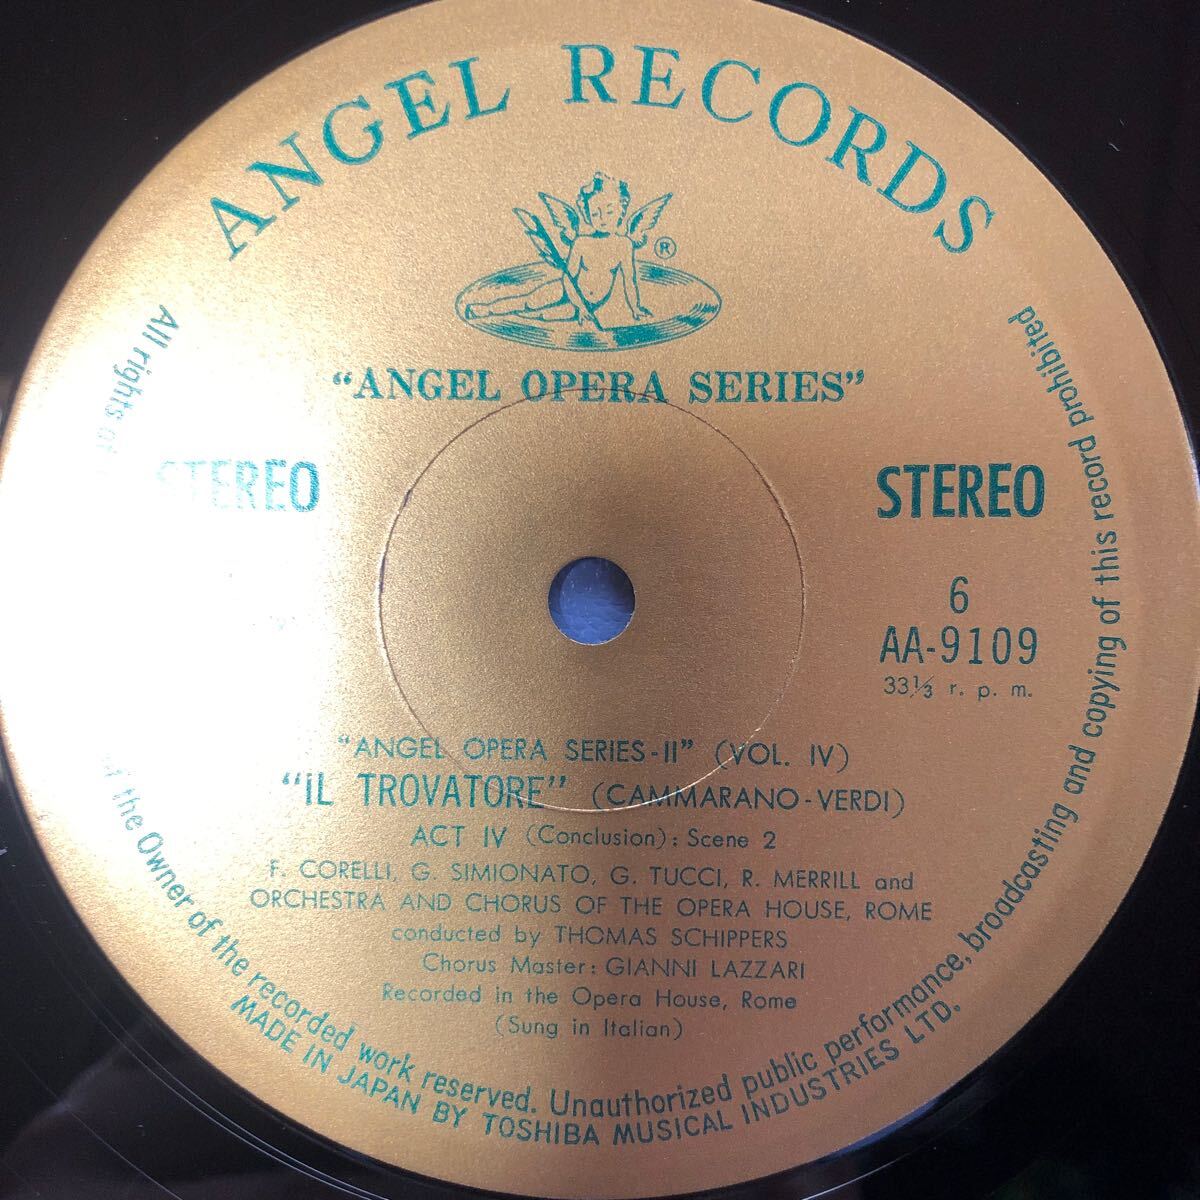 ANGEL RECORDS
®
"ANGEL OPERA SERIES"
STEREO
STEREO
6
AA-9109
33⅓ r. p. m.
"ANGEL OPERA SERIES-II" (VOL. IV)
"iL TROVATORE" (CAMMARANO-VERDI)
ACT IV (Conclusion): Scene 2
F. CORELLI, G. SIMIONATO, G. TUCCI, R. MERRILL and
ORCHESTRA AND CHORUS OF THE OPERA HOUSE, ROME
conducted by THOMAS SCHIPPERS
Chorus Master: GIANNI LAZZARI
Recorded in the Opera House, Rome
(Sung in Italian)
All rights of the Owner of the recorded work reserved. Unauthorized public performance, broadcasting and copying of this record prohibited
MADE IN JAPAN BY TOSHIBA MUSICAL INDUSTRIES LTD.